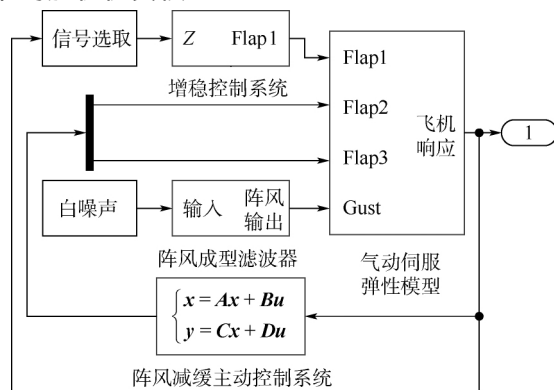 信号选取
Z Flap1
增稳控制系统
Flap1
Flap2
Flap3
Gust
飞机
响应
1
白噪声
输入
阵风
输出
阵风成型滤波器
气动伺服
弹性模型
x = Ax + Bu
y = Cx + Du
阵风减缓主动控制系统